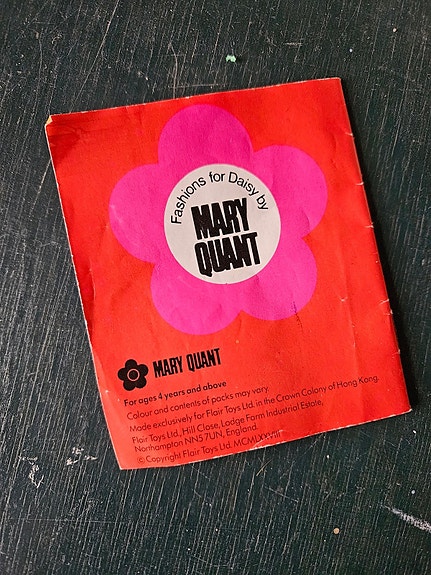 Fashions for Daisy by
MARY
QUANT
MARY QUANT
For ages 4 years and above
Colour and contents of packs may vary.
Made exclusively for Flair Toys Ltd. in the Crown Colony of Hong Kong.
Flair Toys Ltd., Hill Close, Lodge Farm Industrial Estate,
Northampton NN5 7UN, England.
© Copyright Flair Toys Ltd. MCMLXXVIII